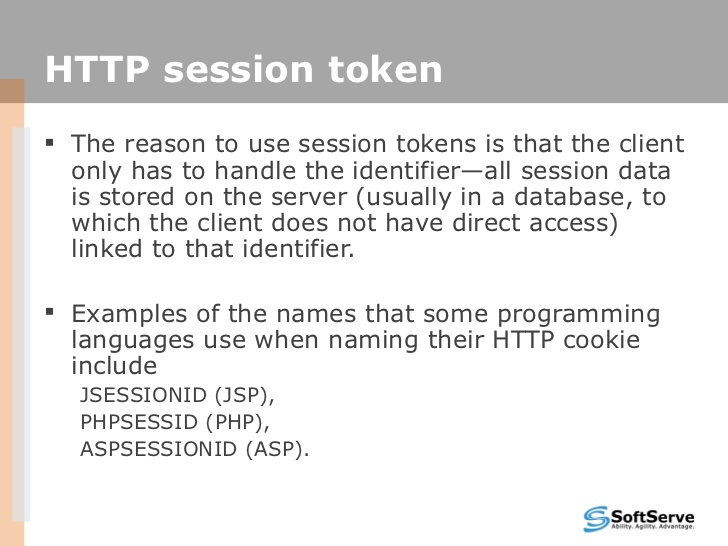 HTTP session token
▪ The reason to use session tokens is that the client
only has to handle the identifier—all session data
is stored on the server (usually in a database, to
which the client does not have direct access)
linked to that identifier.
▪ Examples of the names that some programming
languages use when naming their HTTP cookie
include
JSESSIONID (JSP),
PHPSESSID (PHP),
ASPSESSIONID (ASP).
SoftServe
Ability. Agility. Advantage.